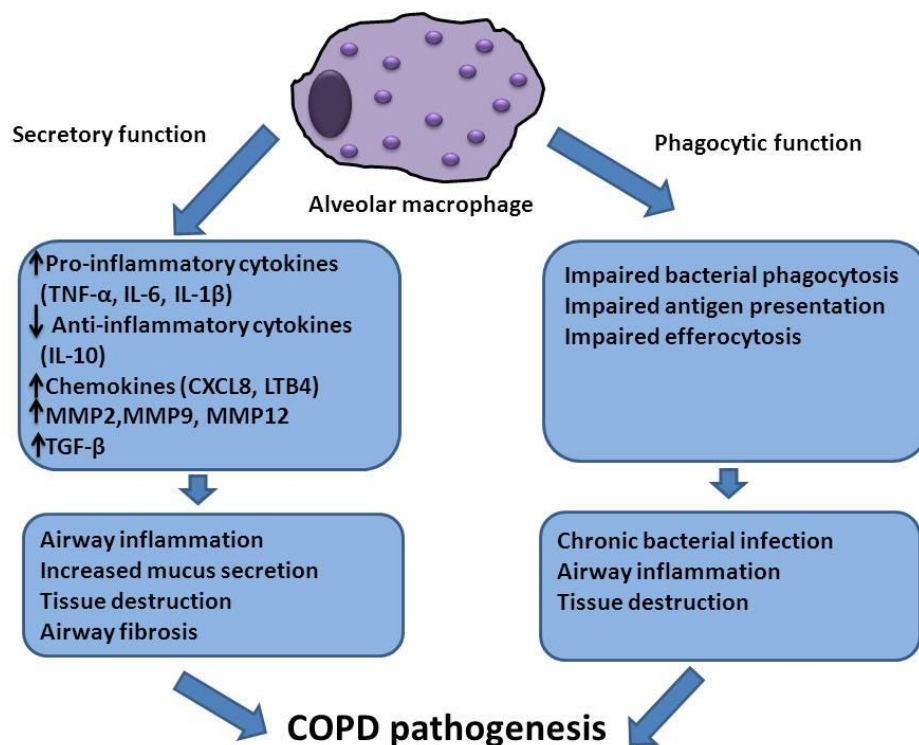 Secretory function
Phagocytic function
Alveolar macrophage
↑Pro-inflammatory cytokines
(TNF-α, IL-6, IL-1β)
↓ Anti-inflammatory cytokines
(IL-10)
↑Chemokines (CXCL8, LTB4)
↑MMP2,MMP9, MMP12
↑TGF-β
Impaired bacterial phagocytosis
Impaired antigen presentation
Impaired efferocytosis
Airway inflammation
Increased mucus secretion
Tissue destruction
Airway fibrosis
Chronic bacterial infection
Airway inflammation
Tissue destruction
COPD pathogenesis